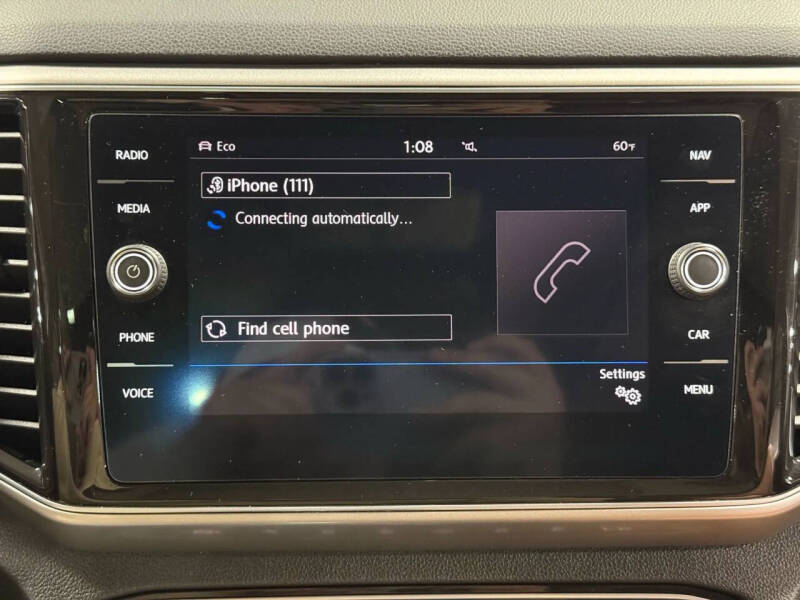 RADIO
MEDIA
PHONE
VOICE
Eco 1:08 60°F
iPhone (111)
Connecting automatically...
Find cell phone
Settings
NAV
APP
CAR
MENU